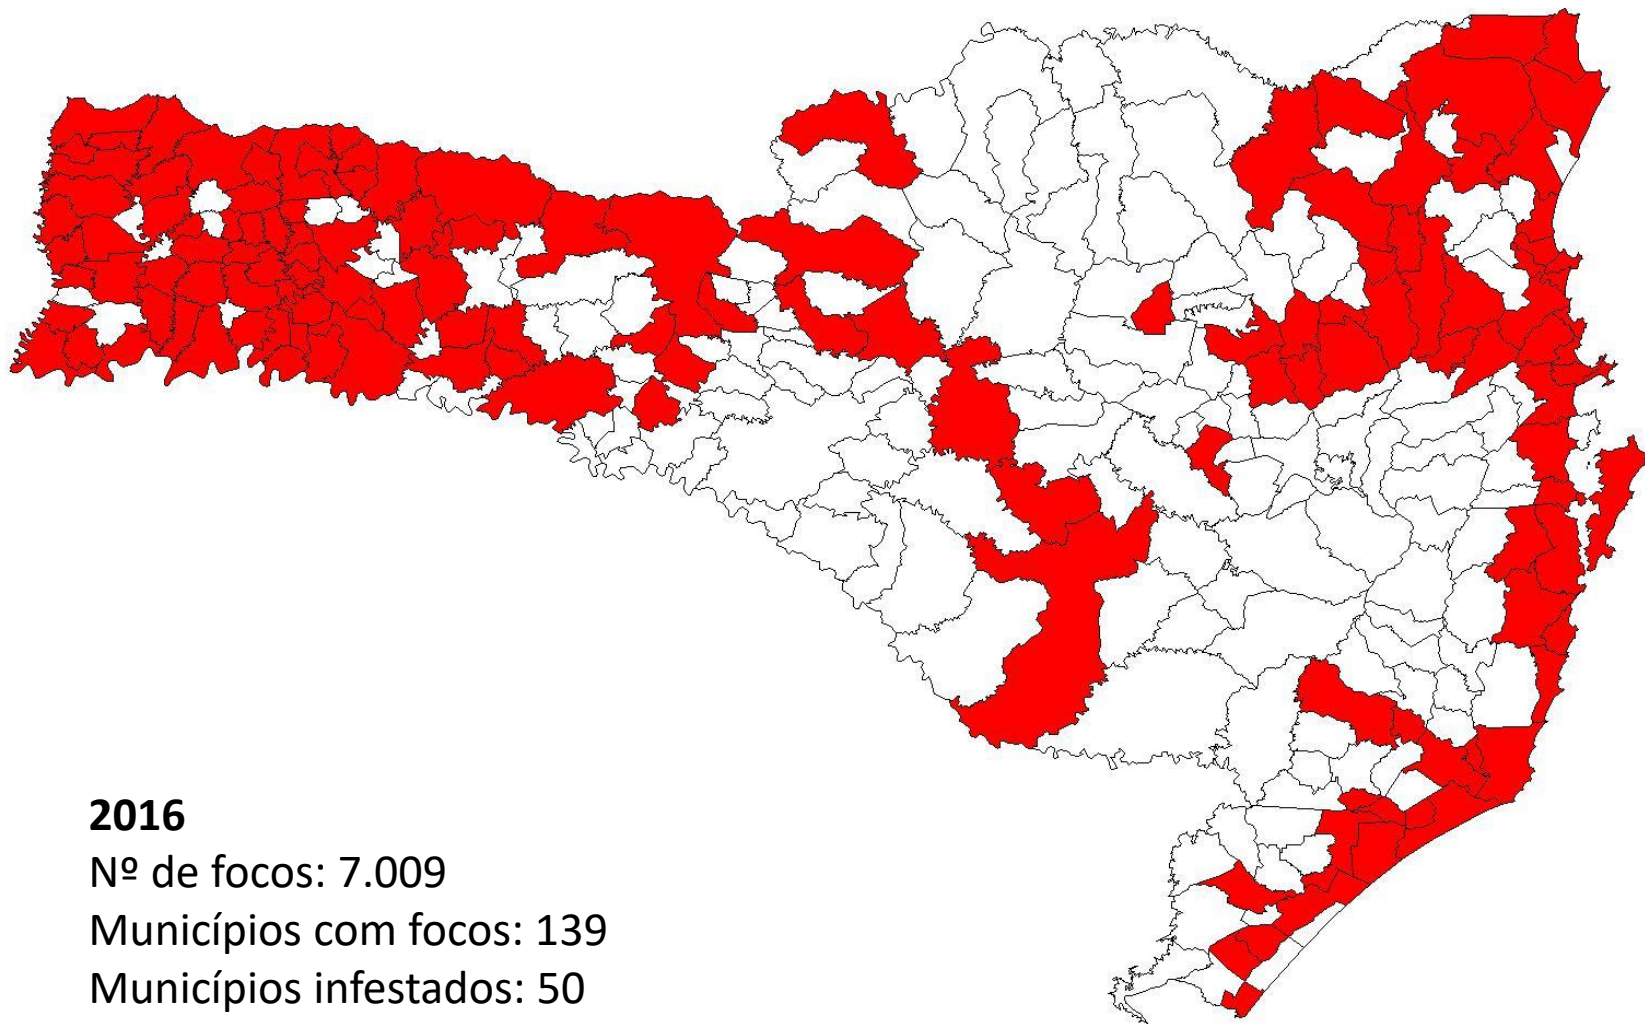 2016
Nº de focos: 7.009
Municípios com focos: 139
Municípios infestados: 50